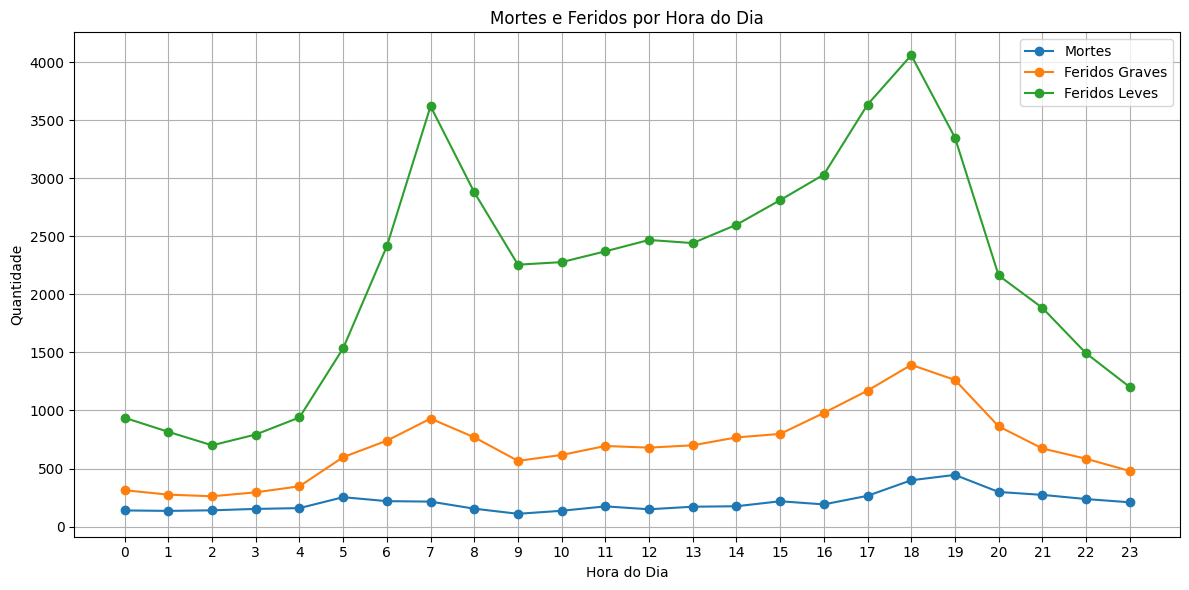 Mortes e Feridos por Hora do Dia
Mortes
Feridos Graves
Feridos Leves
Quantidade
4000
3500
3000
2500
2000
1500
1000
500
0
0 1 2 3 4 5 6 7 8 9 10 11 12 13 14 15 16 17 18 19 20 21 22 23
Hora do Dia